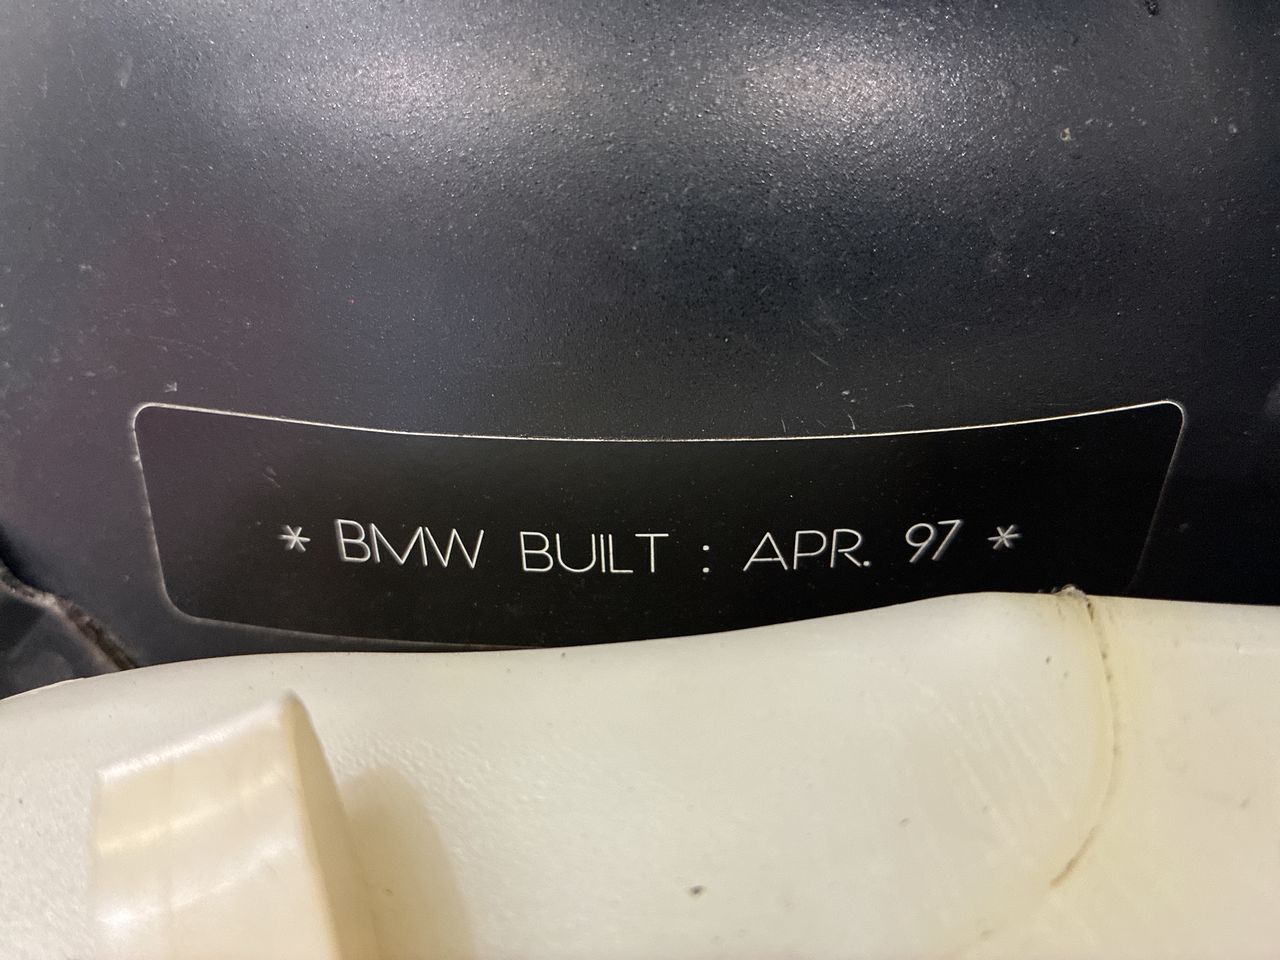 * BMW BUILT : APR. 97 *